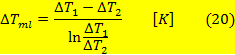 ΔT_ml = (ΔT_1 − ΔT_2) / (ln (ΔT_1 / ΔT_2)) [K] (20)